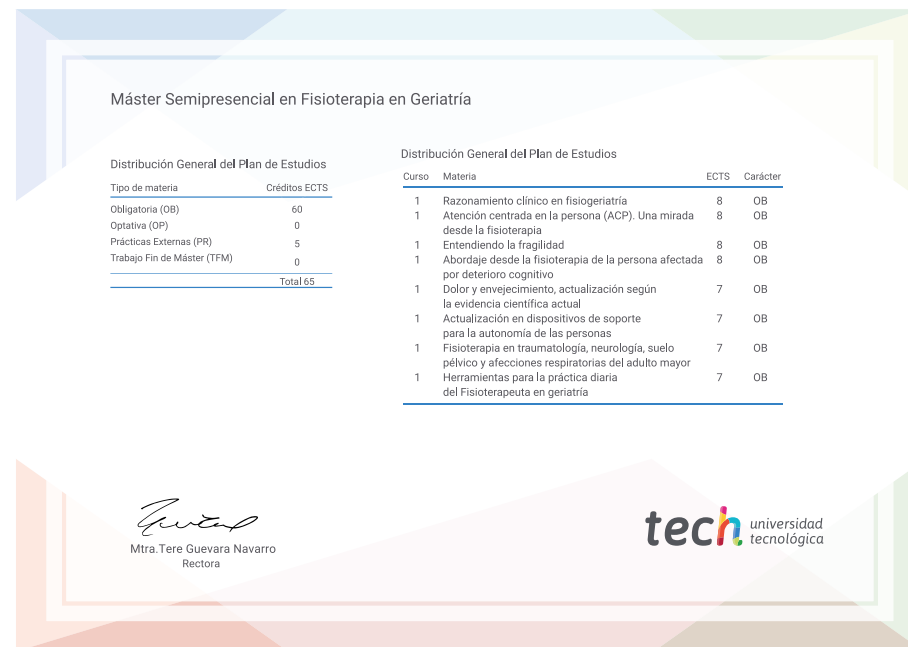 Máster Semipresencial en Fisioterapia en Geriatría
Distribución General del Plan de Estudios
Tipo de materia Créditos ECTS
Obligatoria (OB) 60
Optativa (OP) 0
Prácticas Externas (PR) 5
Trabajo Fin de Máster (TFM) 0
Total 65
Distribución General del Plan de Estudios
Curso Materia ECTS Carácter
1 Razonamiento clínico en fisiogeriatría 8 OB
1 Atención centrada en la persona (ACP). Una mirada 8 OB
desde la fisioterapia
1 Entendiendo la fragilidad 8 OB
1 Abordaje desde la fisioterapia de la persona afectada 8 OB
por deterioro cognitivo
1 Dolor y envejecimiento, actualización según 7 OB
la evidencia científica actual
1 Actualización en dispositivos de soporte 7 OB
para la autonomía de las personas
1 Fisioterapia en traumatología, neurología, suelo 7 OB
pélvico y afecciones respiratorias del adulto mayor
1 Herramientas para la práctica diaria 7 OB
del Fisioterapeuta en geriatría
Mtra.Tere Guevara Navarro
Rectora
tech universidad
tecnológica